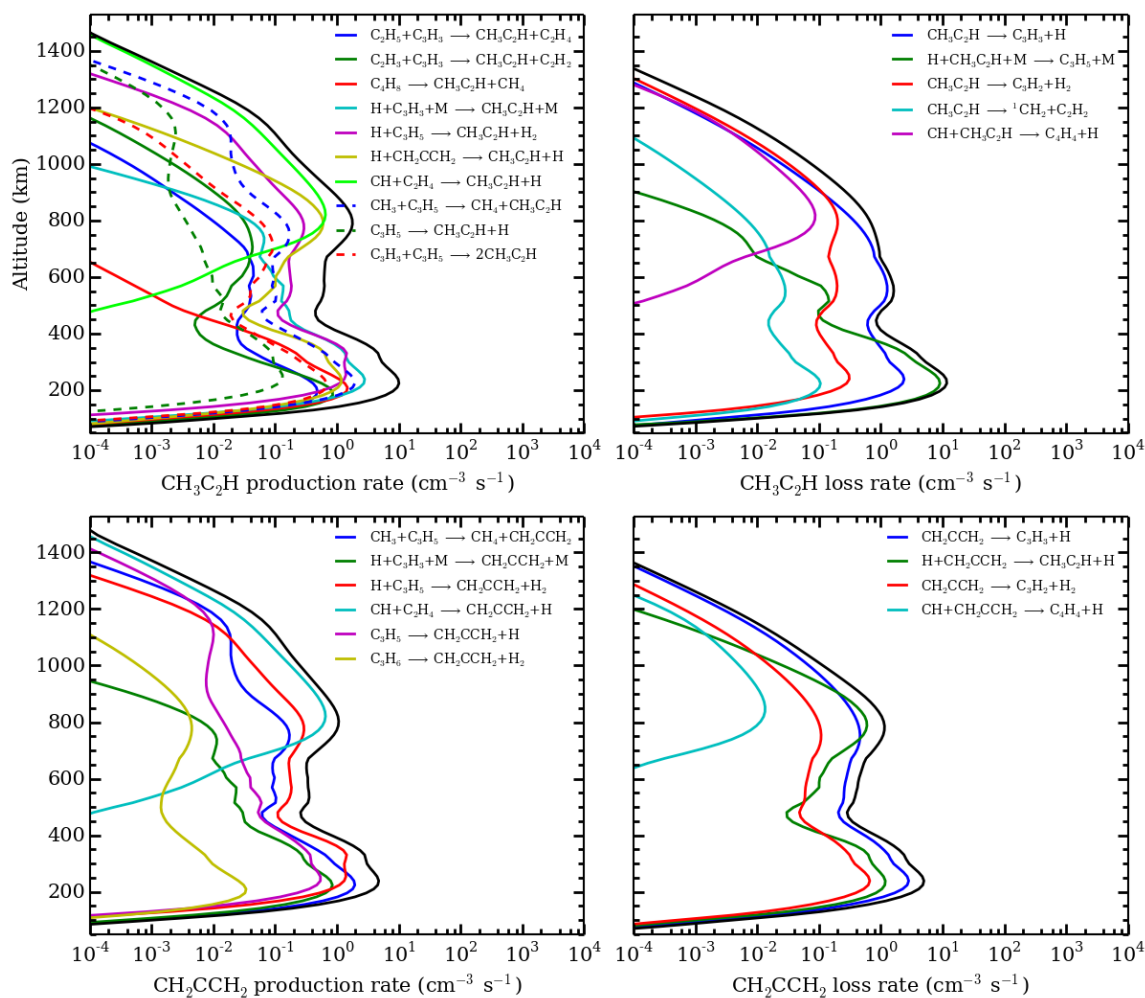 C₂H₅+C₃H₃ ⟶ CH₃C₂H+C₂H₄
C₂H₃+C₃H₃ ⟶ CH₃C₂H+C₂H₂
C₄H₈ ⟶ CH₃C₂H+CH₄
H+C₃H₃+M ⟶ CH₃C₂H+M
H+C₃H₅ ⟶ CH₃C₂H+H₂
H+CH₂CCH₂ ⟶ CH₃C₂H+H
CH+C₂H₄ ⟶ CH₃C₂H+H
CH₃+C₃H₅ ⟶ CH₄+CH₃C₂H
C₃H₅ ⟶ CH₃C₂H+H
C₃H₃+C₃H₅ ⟶ 2CH₃C₂H
1400
1200
1000
800
600
400
200
Altitude (km)
10⁻⁴ 10⁻³ 10⁻² 10⁻¹ 10⁰ 10¹ 10² 10³ 10⁴
CH₃C₂H production rate (cm⁻³ s⁻¹)
CH₃C₂H ⟶ C₃H₃+H
H+CH₃C₂H+M ⟶ C₃H₅+M
CH₃C₂H ⟶ C₃H₂+H₂
CH₃C₂H ⟶ ¹CH₂+C₂H₂
CH+CH₃C₂H ⟶ C₄H₄+H
10⁻⁴ 10⁻³ 10⁻² 10⁻¹ 10⁰ 10¹ 10² 10³ 10⁴
CH₃C₂H loss rate (cm⁻³ s⁻¹)
CH₃+C₃H₅ ⟶ CH₄+CH₂CCH₂
H+C₃H₃+M ⟶ CH₂CCH₂+M
H+C₃H₅ ⟶ CH₂CCH₂+H₂
CH+C₂H₄ ⟶ CH₂CCH₂+H
C₃H₅ ⟶ CH₂CCH₂+H
C₃H₆ ⟶ CH₂CCH₂+H₂
1400
1200
1000
800
600
400
200
10⁻⁴ 10⁻³ 10⁻² 10⁻¹ 10⁰ 10¹ 10² 10³ 10⁴
CH₂CCH₂ production rate (cm⁻³ s⁻¹)
CH₂CCH₂ ⟶ C₃H₃+H
H+CH₂CCH₂ ⟶ CH₃C₂H+H
CH₂CCH₂ ⟶ C₃H₂+H₂
CH+CH₂CCH₂ ⟶ C₄H₄+H
10⁻⁴ 10⁻³ 10⁻² 10⁻¹ 10⁰ 10¹ 10² 10³ 10⁴
CH₂CCH₂ loss rate (cm⁻³ s⁻¹)